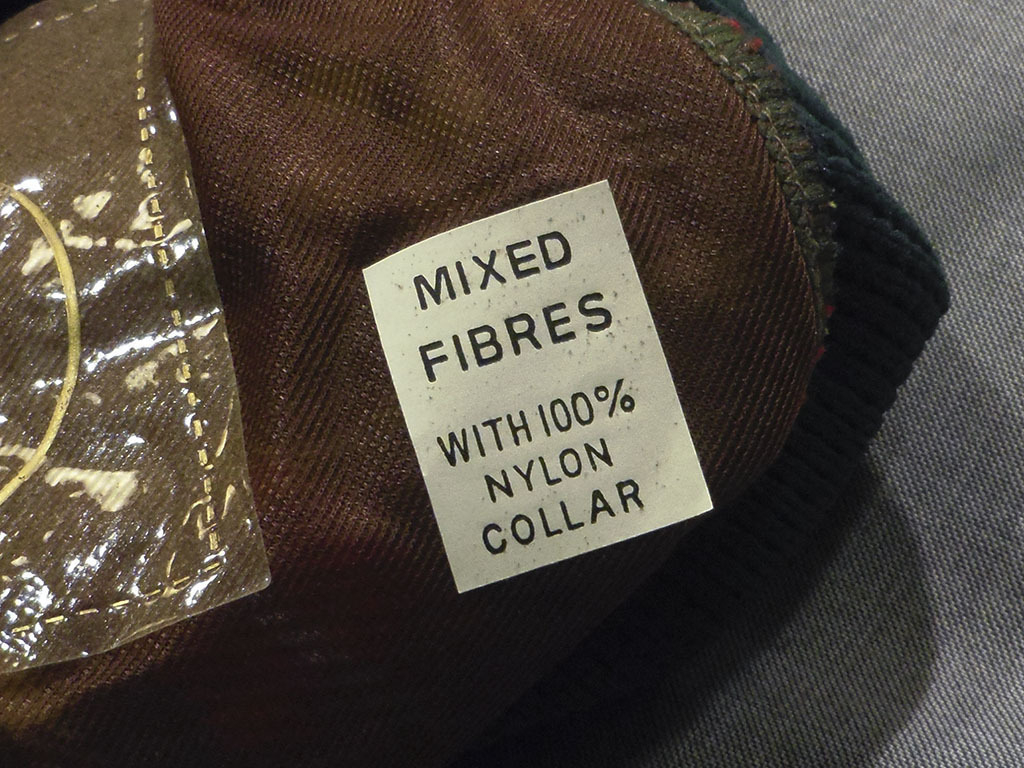 MIXED
FIBRES
WITH 100%
NYLON
COLLAR